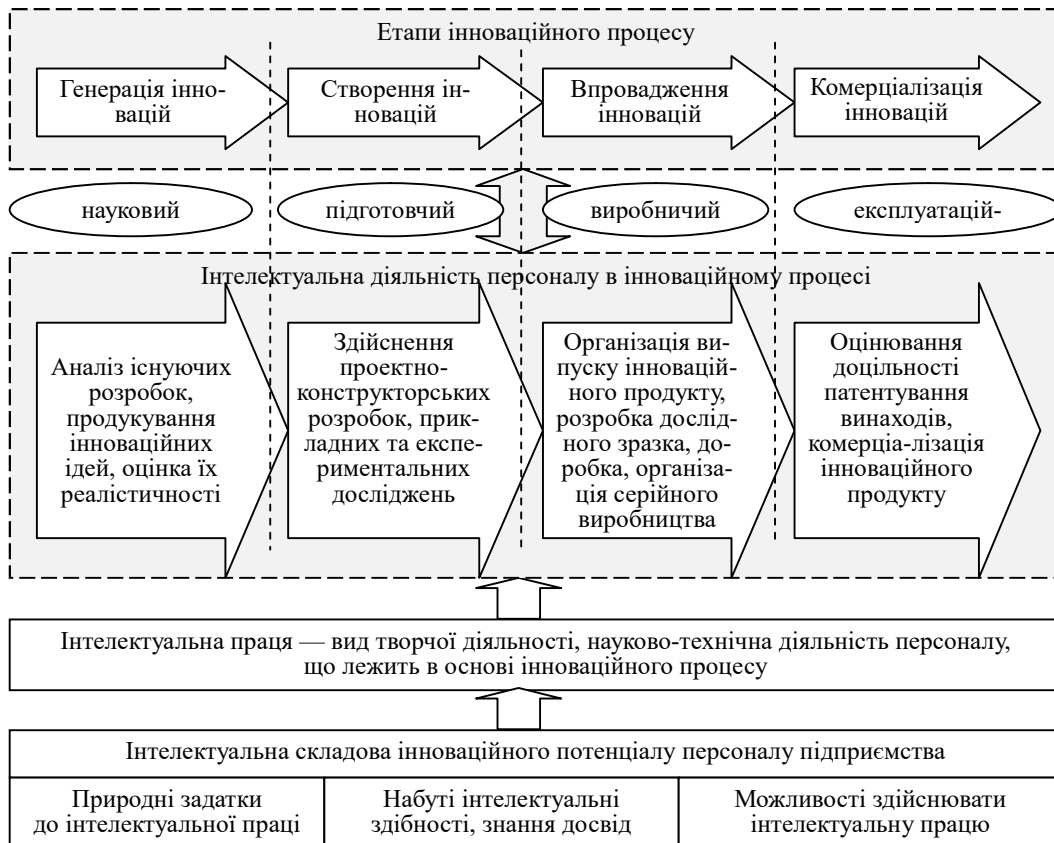 Етапи інноваційного процесу
Генерація інно-
вацій
Створення ін-
новацій
Впровадження
інновацій
Комерціалізація
інновацій
науковий
підготовчий
виробничий
експлуатацій-
Інтелектуальна діяльність персоналу в інноваційному процесі
Аналіз існуючих
розробок,
продукування
інноваційних
ідей, оцінка їх
реалістичності
Здійснення
проектно-
конструкторських
розробок, прик-
ладних та експе-
риментальних
досліджень
Організація ви-
пуску інновацій-
ного продукту,
розробка дослід-
ного зразка, до-
робка, організа-
ція серійного
виробництва
Оцінювання
доцільності
патентування
винаходів,
комерціа-лізація
інноваційного
продукту
Інтелектуальна праця — вид творчої діяльності, науково-технічна діяльність персоналу,
що лежить в основі інноваційного процесу
Інтелектуальна складова інноваційного потенціалу персоналу підприємства
Природні задатки
до інтелектуальної праці
Набуті інтелектуальні
здібності, знання досвід
Можливості здійснювати
інтелектуальну працю